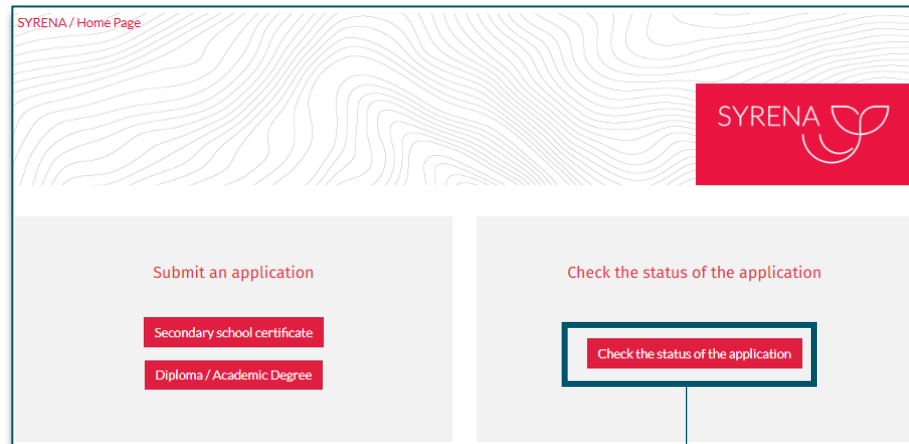 SYRENA / Home Page
SYRENA
Submit an application
Secondary school certificate
Diploma / Academic Degree
Check the status of the application
Check the status of the application